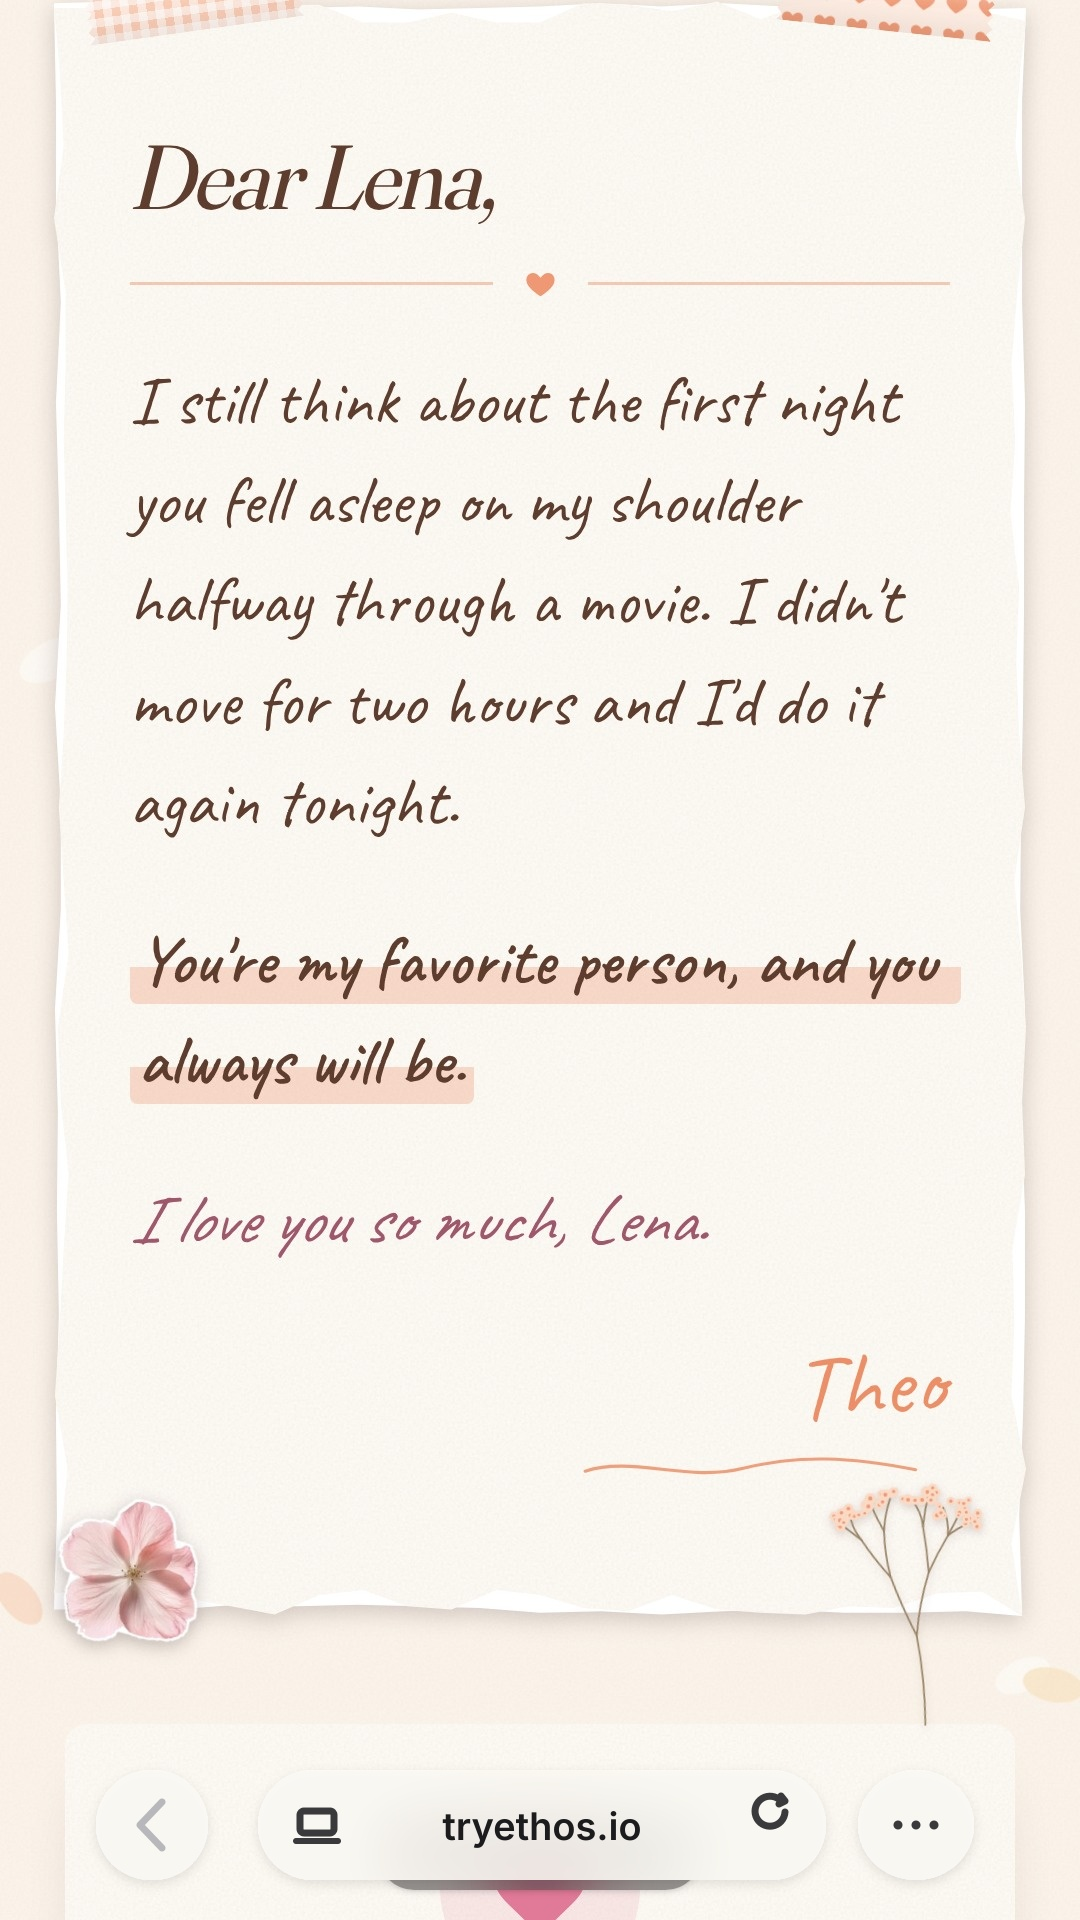 Dear Lena,
I still think about the first night
you fell asleep on my shoulder
halfway through a movie. I didn't
move for two hours and I'd do it
again tonight.
You're my favorite person, and you
always will be.
I love you so much, Lena.
Theo
tryethos.io